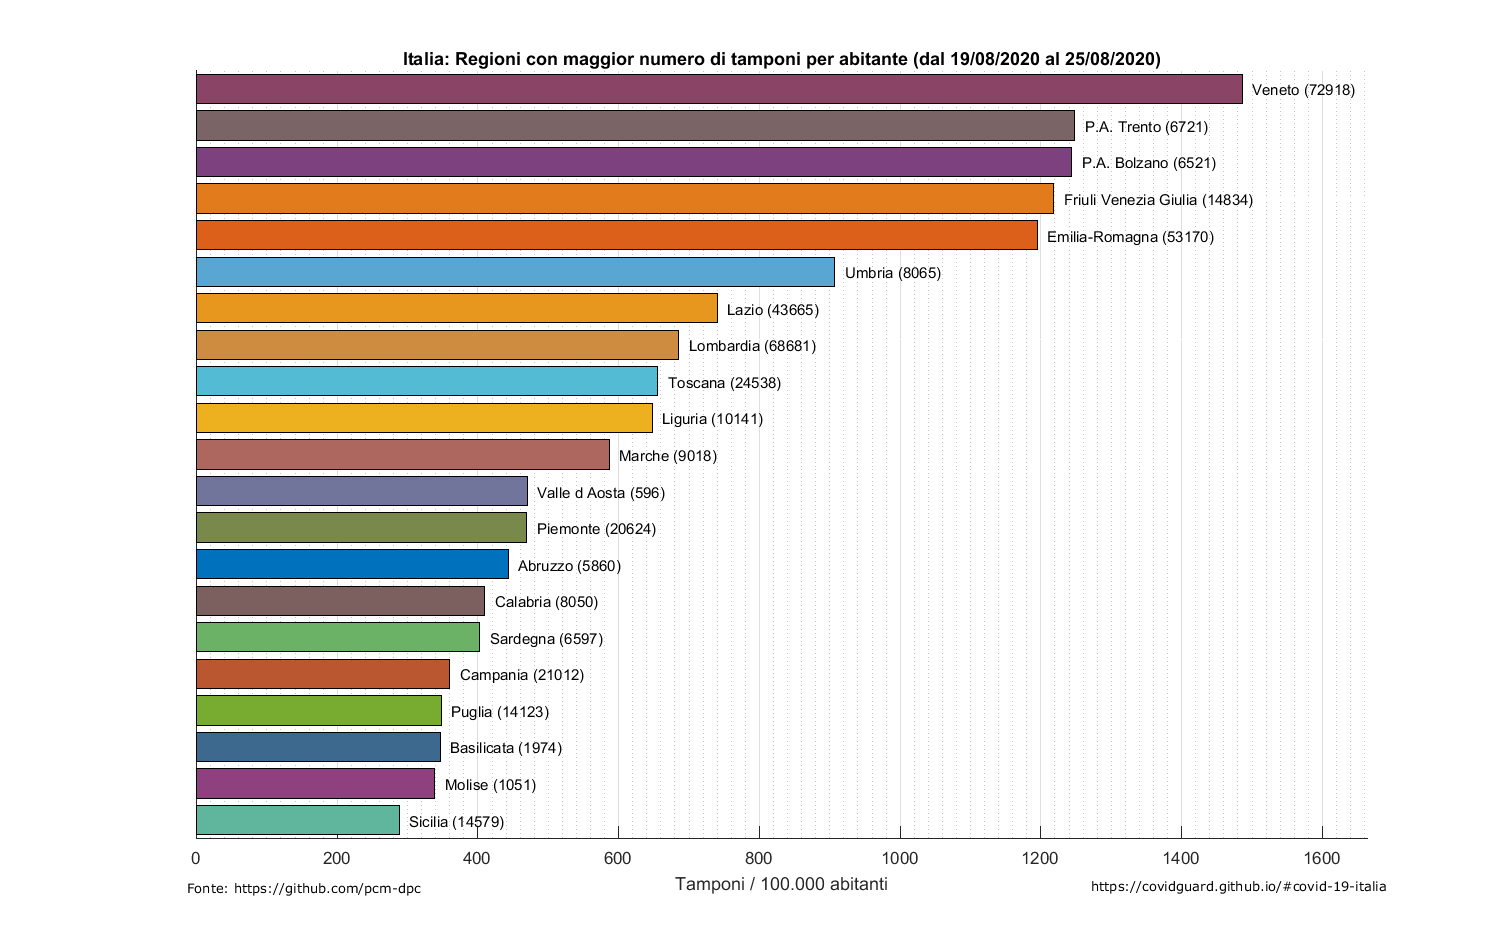 Italia: Regioni con maggior numero di tamponi per abitante (dal 19/08/2020 al 25/08/2020)
Veneto (72918)
P.A. Trento (6721)
P.A. Bolzano (6521)
Friuli Venezia Giulia (14834)
Emilia-Romagna (53170)
Umbria (8065)
Lazio (43665)
Lombardia (68681)
Toscana (24538)
Liguria (10141)
Marche (9018)
Valle d Aosta (596)
Piemonte (20624)
Abruzzo (5860)
Calabria (8050)
Sardegna (6597)
Campania (21012)
Puglia (14123)
Basilicata (1974)
Molise (1051)
Sicilia (14579)
0 200 400 600 800 1000 1200 1400 1600
Tamponi / 100.000 abitanti
Fonte: https://github.com/pcm-dpc
https://covidguard.github.io/#covid-19-italia